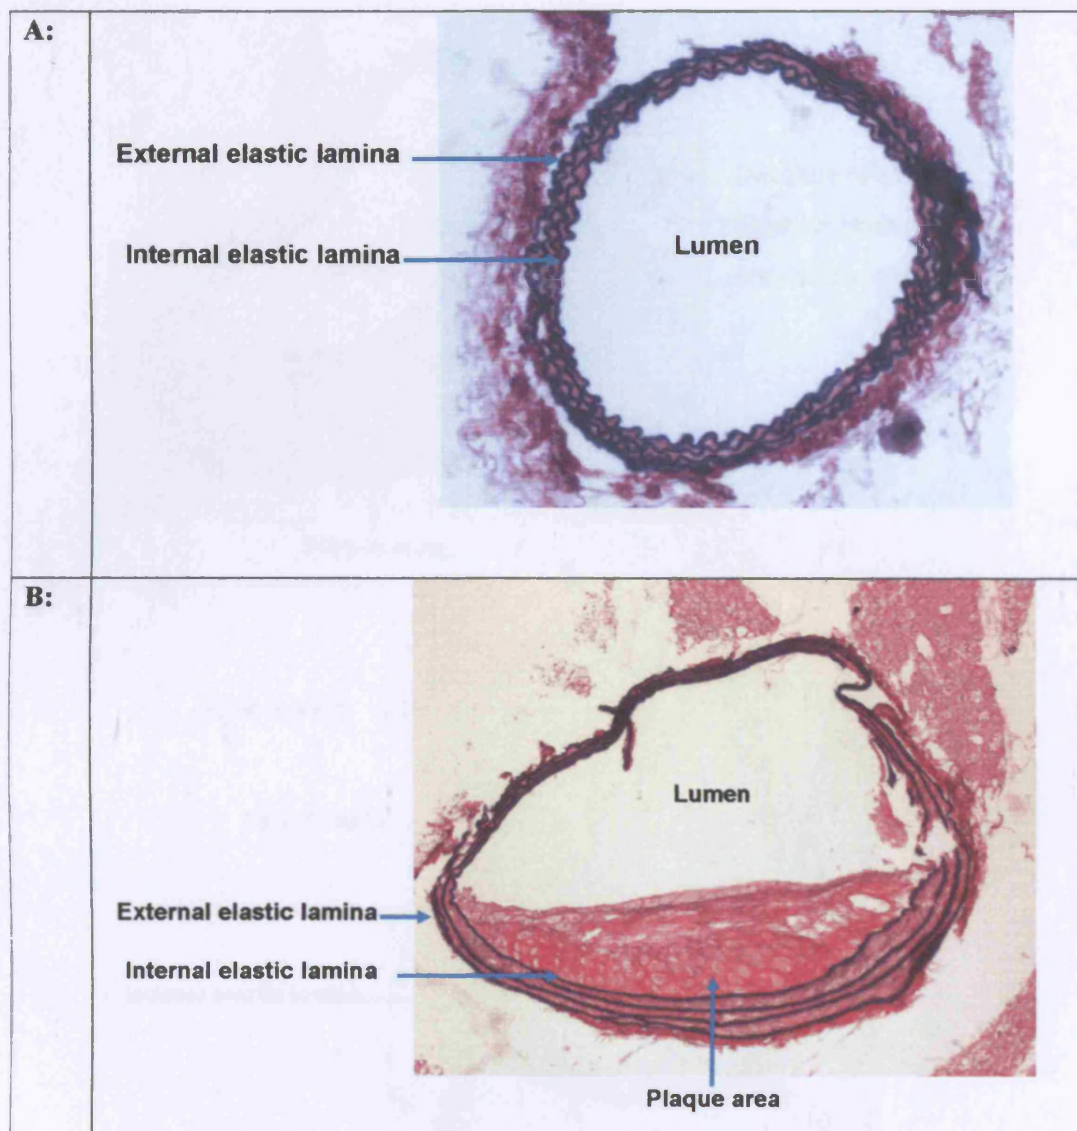 A:
External elastic lamina
Internal elastic lamina
Lumen
B:
Lumen
External elastic lamina
Internal elastic lamina
Plaque area